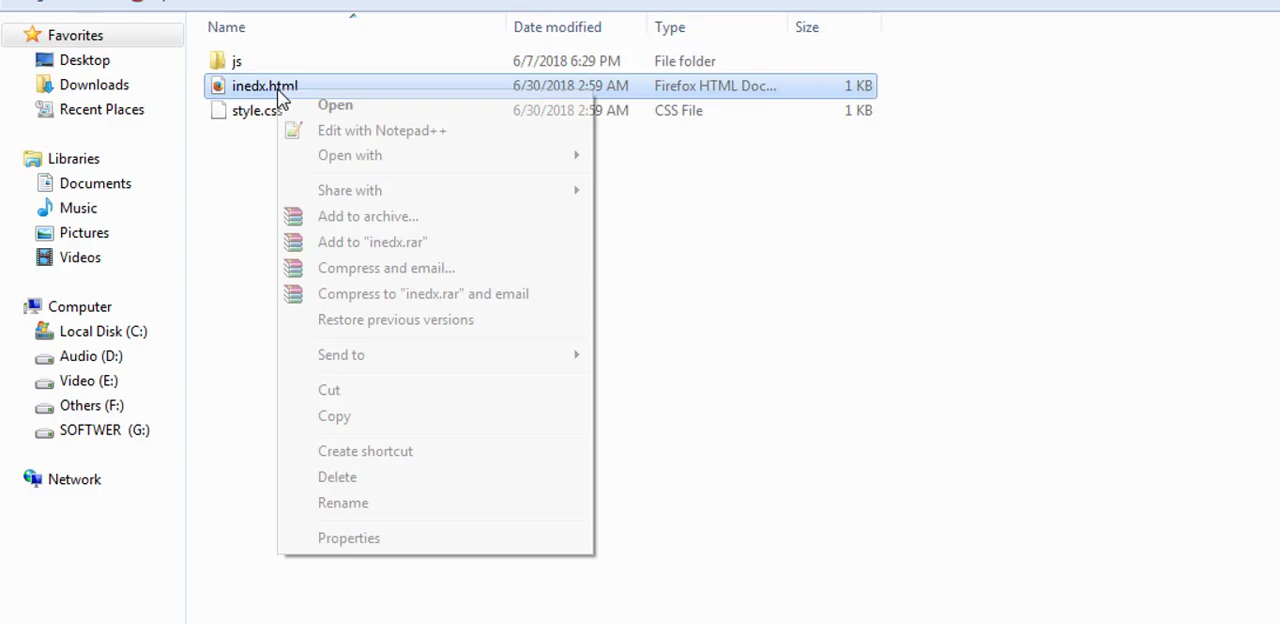 Name Date modified Type Size
Favorites
Desktop
Downloads
Recent Places
Libraries
Documents
Music
Pictures
Videos
Computer
Local Disk (C:)
Audio (D:)
Video (E:)
Others (F:)
SOFTWER (G:)
Network
js 6/7/2018 6:29 PM File folder
inedx.html 6/30/2018 2:59 AM Firefox HTML Doc... 1 KB
style.css 6/30/2018 2:59 AM CSS File 1 KB
Open
Edit with Notepad++
Open with
Share with
Add to archive...
Add to "inedx.rar"
Compress and email...
Compress to "inedx.rar" and email
Restore previous versions
Send to
Cut
Copy
Create shortcut
Delete
Rename
Properties